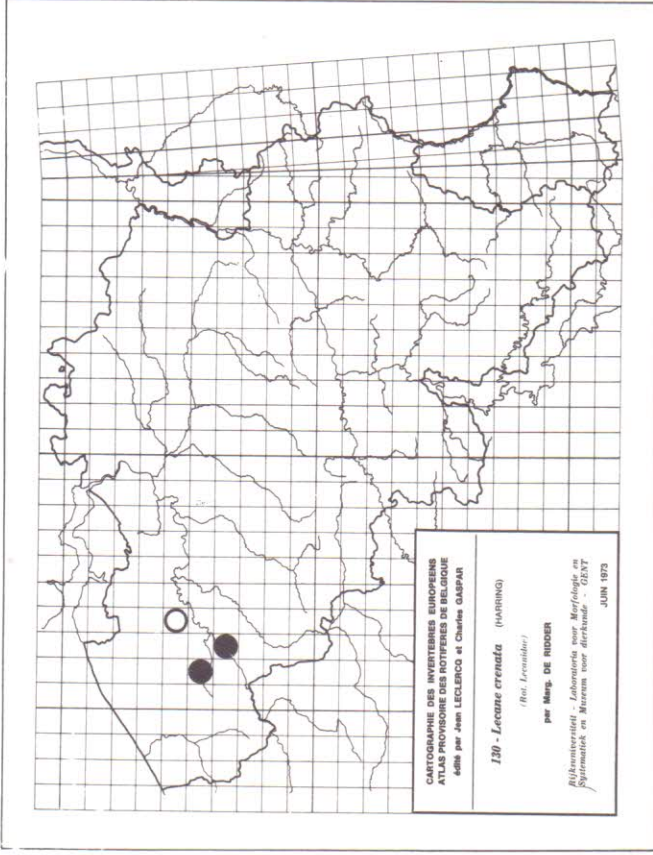 CARTOGRAPHIE DES INVERTEBRES EUROPEENS
ATLAS PROVISOIRE DES ROTIFERES DE BELGIQUE
édité par Jean LECLERCQ et Charles GASPAR
130 - Lecane crenata (HARRING)
(Rot. Lecanidae)
par Marg. DE RIDDER
Rijksuniversiteit - Laboratoria voor Morfologie en
Systematiek en Museum voor dierkunde - GENT
JUIN 1973